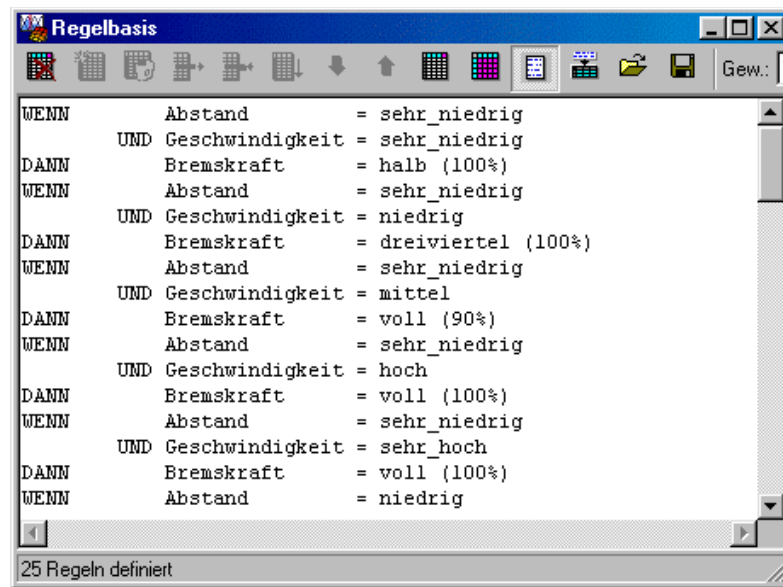 Regelbasis
Gew.:
WENN Abstand = sehr_niedrig
UND Geschwindigkeit = sehr_niedrig
DANN Bremskraft = halb (100%)
WENN Abstand = sehr_niedrig
UND Geschwindigkeit = niedrig
DANN Bremskraft = dreiviertel (100%)
WENN Abstand = sehr_niedrig
UND Geschwindigkeit = mittel
DANN Bremskraft = voll (90%)
WENN Abstand = sehr_niedrig
UND Geschwindigkeit = hoch
DANN Bremskraft = voll (100%)
WENN Abstand = sehr_niedrig
UND Geschwindigkeit = sehr_hoch
DANN Bremskraft = voll (100%)
WENN Abstand = niedrig
25 Regeln definiert